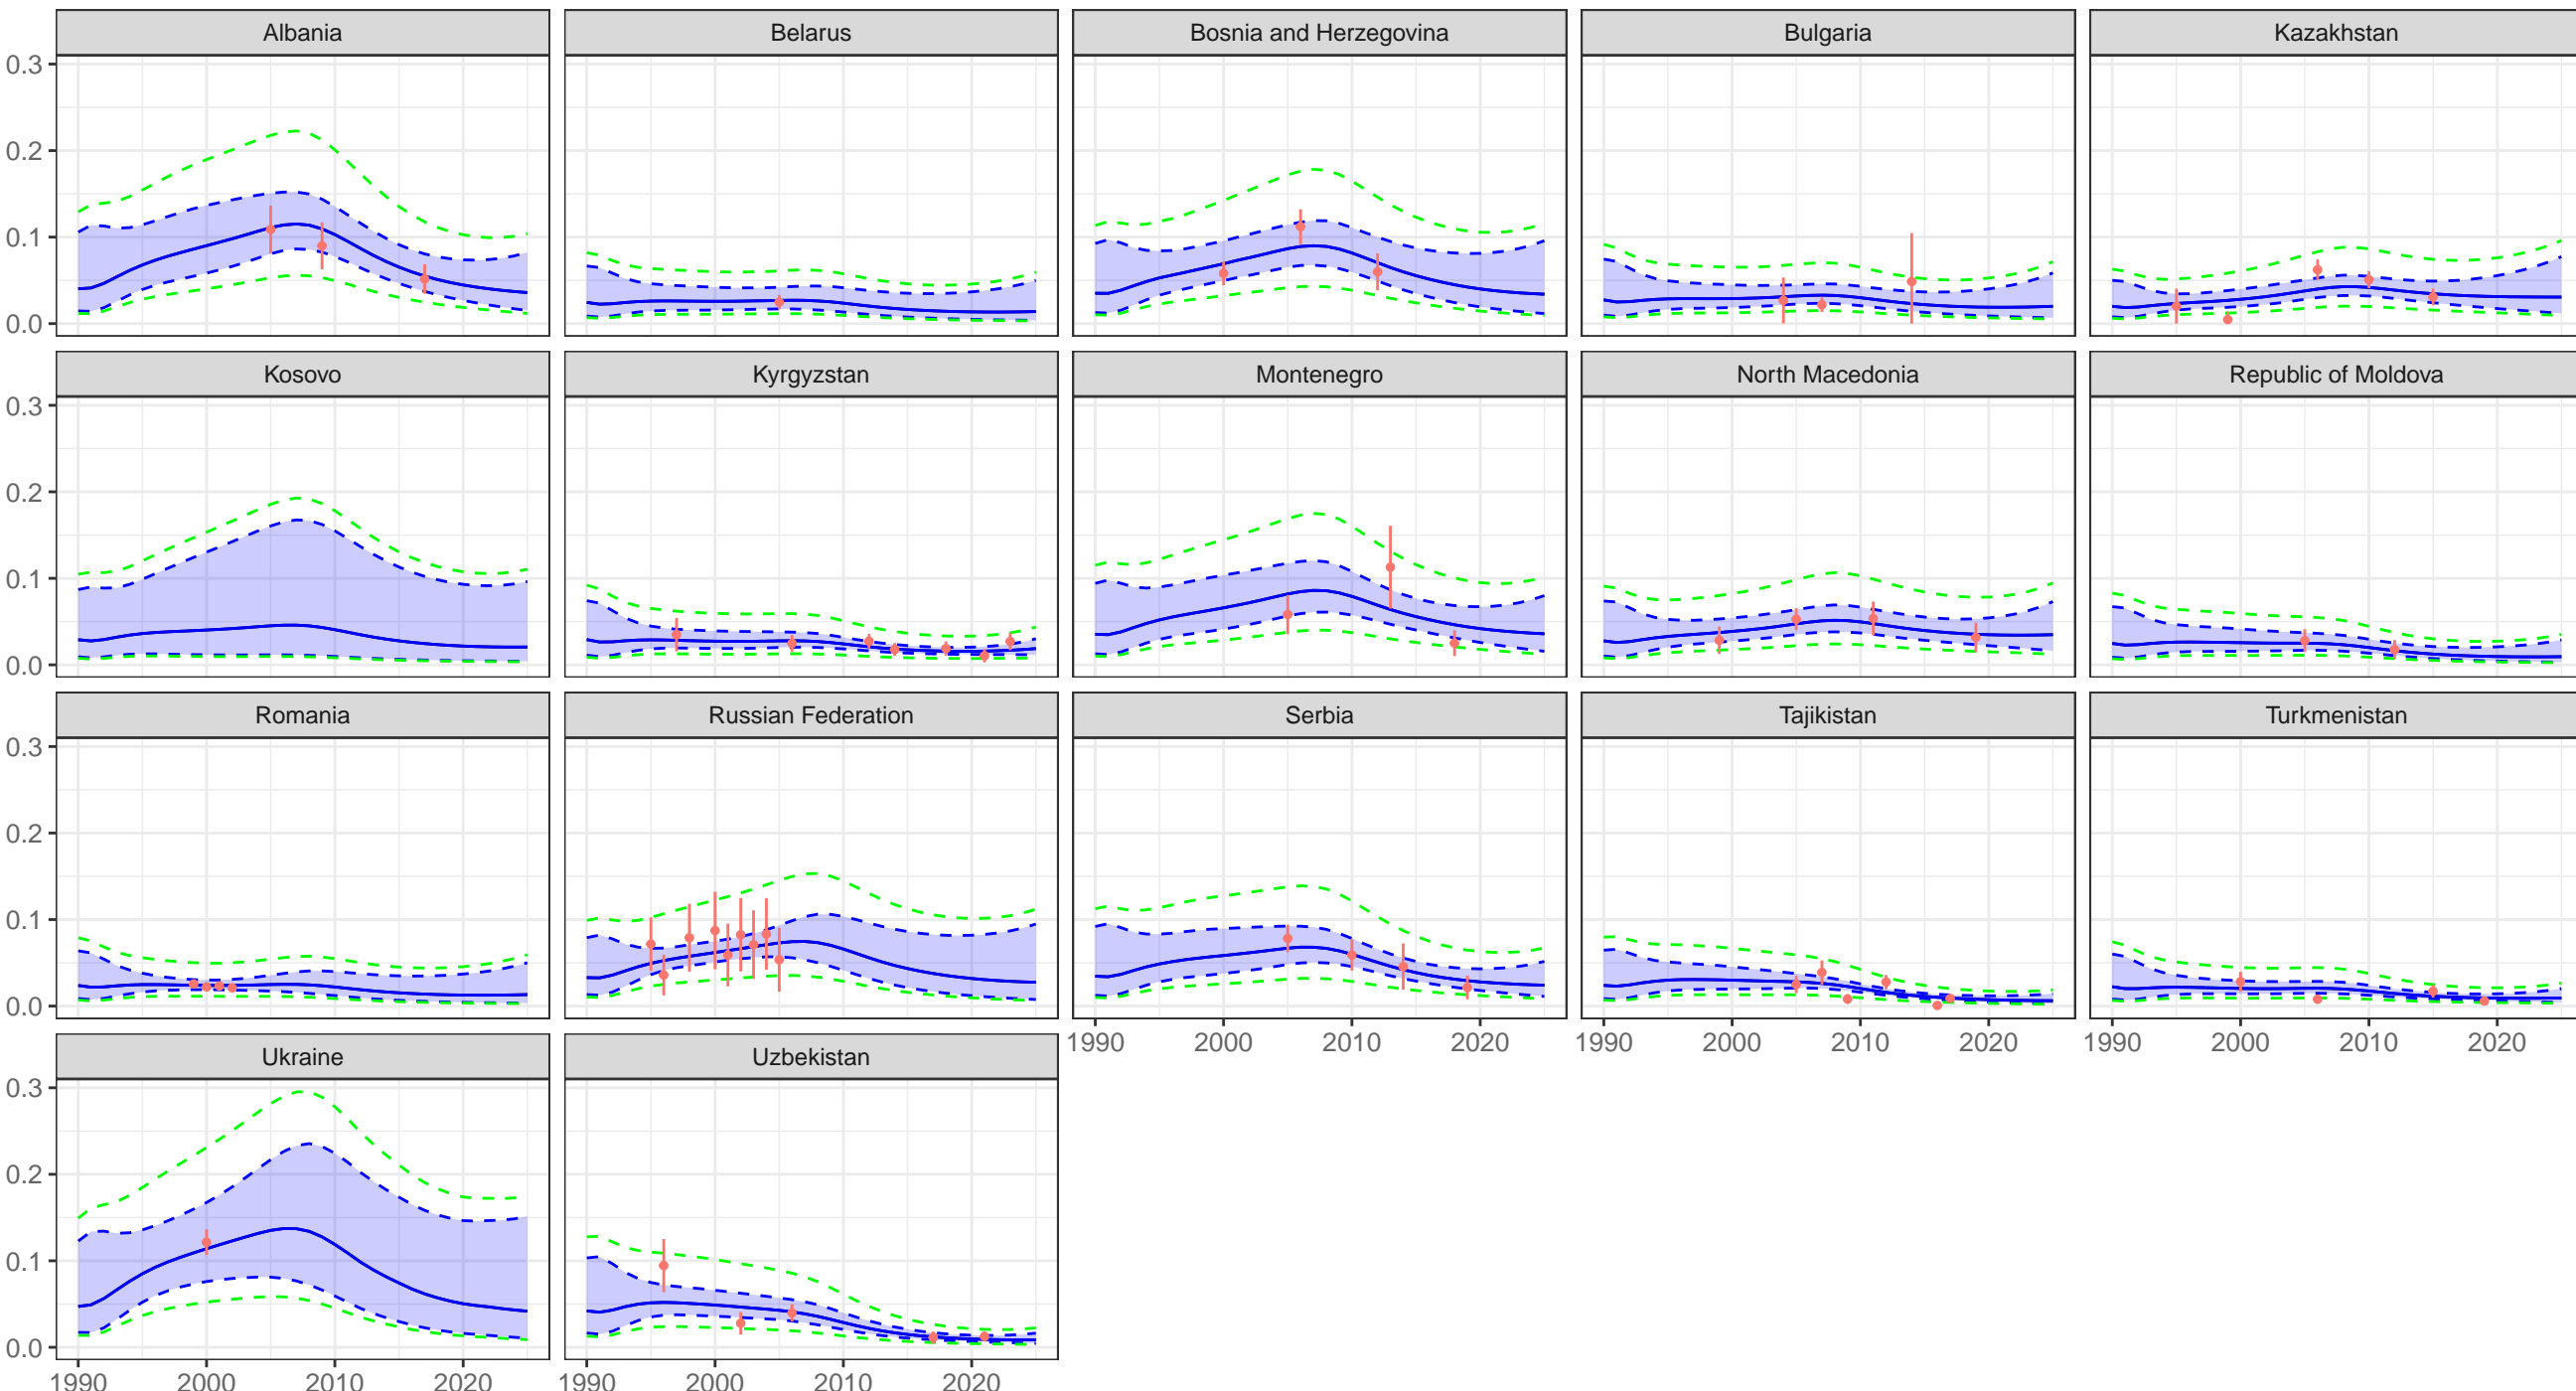 Albania Belarus Bosnia and Herzegovina Bulgaria Kazakhstan
0.3
0.2
0.1
0.0
Kosovo Kyrgyzstan Montenegro North Macedonia Republic of Moldova
0.3
0.2
0.1
0.0
Romania Russian Federation Serbia Tajikistan Turkmenistan
0.3
0.2
0.1
0.0
1990 2000 2010 2020 1990 2000 2010 2020 1990 2000 2010 2020
Ukraine Uzbekistan
0.3
0.2
0.1
0.0
1990 2000 2010 2020 1990 2000 2010 2020